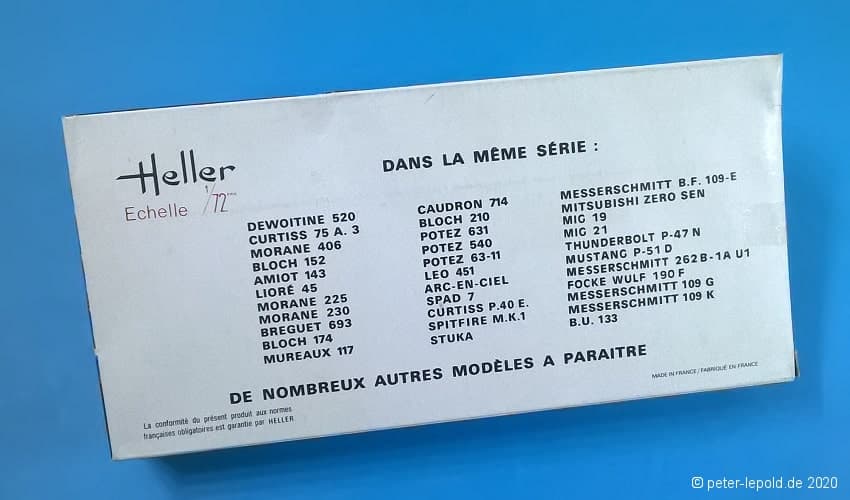 Heller
Echelle 1/72ème
DANS LA MÊME SÉRIE :
DEWOITINE 520
CURTISS 75 A. 3
MORANE 406
BLOCH 152
AMIOT 143
LIORÉ 45
MORANE 225
MORANE 230
BREGUET 693
BLOCH 174
MUREAUX 117
CAUDRON 714
BLOCH 210
POTEZ 631
POTEZ 540
POTEZ 63-11
LEO 451
ARC-EN-CIEL
SPAD 7
CURTISS P.40 E.
SPITFIRE M.K.1
STUKA
MESSERSCHMITT B.F. 109-E
MITSUBISHI ZERO SEN
MIG 19
MIG 21
THUNDERBOLT P-47 N
MUSTANG P-51 D
MESSERSCHMITT 262 B-1A U1
FOCKE WULF 190 F
MESSERSCHMITT 109 G
MESSERSCHMITT 109 K
B.U. 133
DE NOMBREUX AUTRES MODÈLES A PARAITRE
MADE IN FRANCE / FABRIQUÉ EN FRANCE
La conformité du présent produit aux normes
françaises obligatoires est garantie par HELLER.
© peter-lepold.de 2020